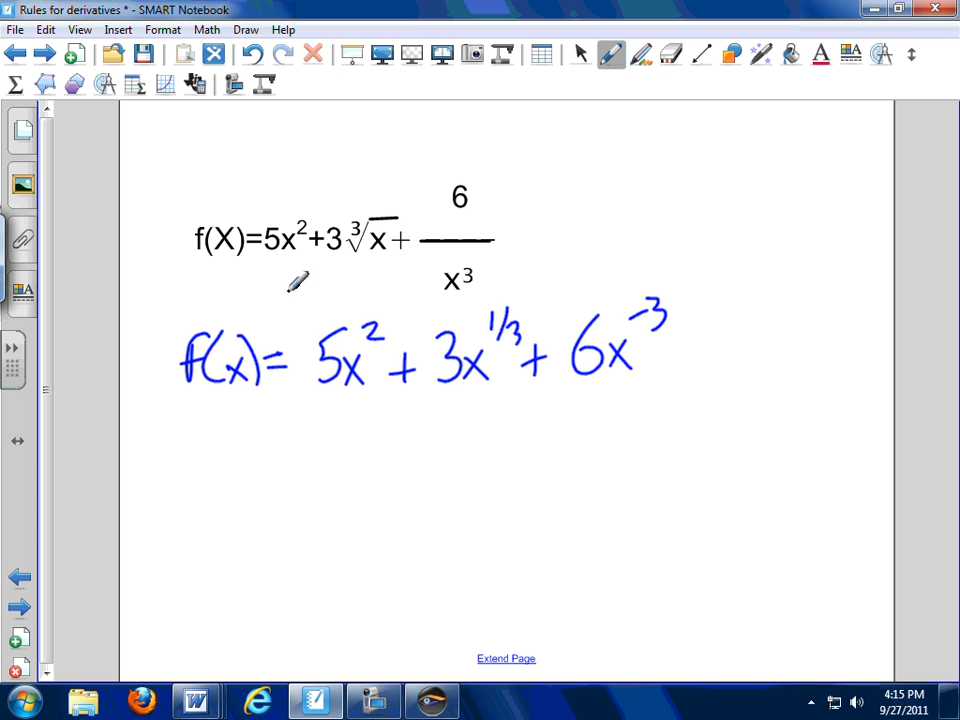 Rules for derivatives * - SMART Notebook
File Edit View Insert Format Math Draw Help
f(X)=5x²+3∛x+ 6/x³
f(x)= 5x² + 3x^1/3 + 6x^-3
Extend Page
4:15 PM
9/27/2011